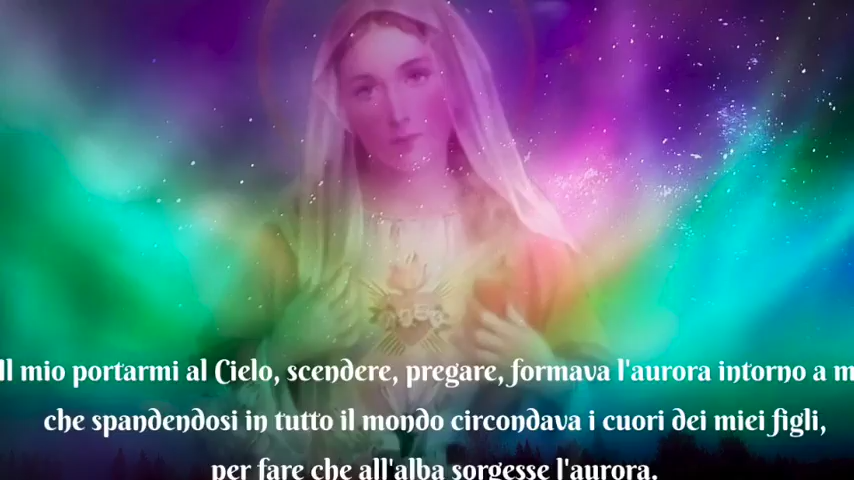 Il mio portarmi al Cielo, scendere, pregare, formava l'aurora intorno a
che spandendosi in tutto il mondo circondava i cuori dei miei figli,
per fare che all'alba sorgesse l'aurora.